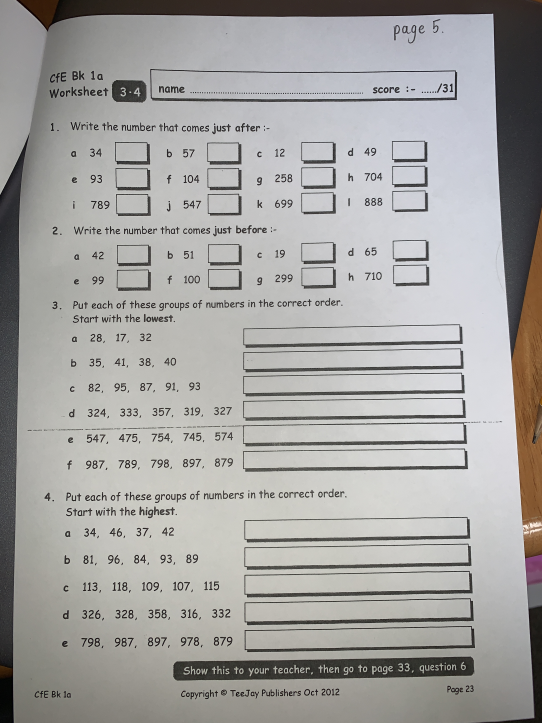 page 5.
CfE Bk 1a
Worksheet 3·4 name ........................................ score :- ....../31
1. Write the number that comes just after :-
a 34 b 57 c 12 d 49
e 93 f 104 g 258 h 704
i 789 j 547 k 699 l 888
2. Write the number that comes just before :-
a 42 b 51 c 19 d 65
e 99 f 100 g 299 h 710
3. Put each of these groups of numbers in the correct order.
Start with the lowest.
a 28, 17, 32
b 35, 41, 38, 40
c 82, 95, 87, 91, 93
d 324, 333, 357, 319, 327
e 547, 475, 754, 745, 574
f 987, 789, 798, 897, 879
4. Put each of these groups of numbers in the correct order.
Start with the highest.
a 34, 46, 37, 42
b 81, 96, 84, 93, 89
c 113, 118, 109, 107, 115
d 326, 328, 358, 316, 332
e 798, 987, 897, 978, 879
Show this to your teacher, then go to page 33, question 6
CfE Bk 1a Copyright © TeeJay Publishers Oct 2012 Page 23